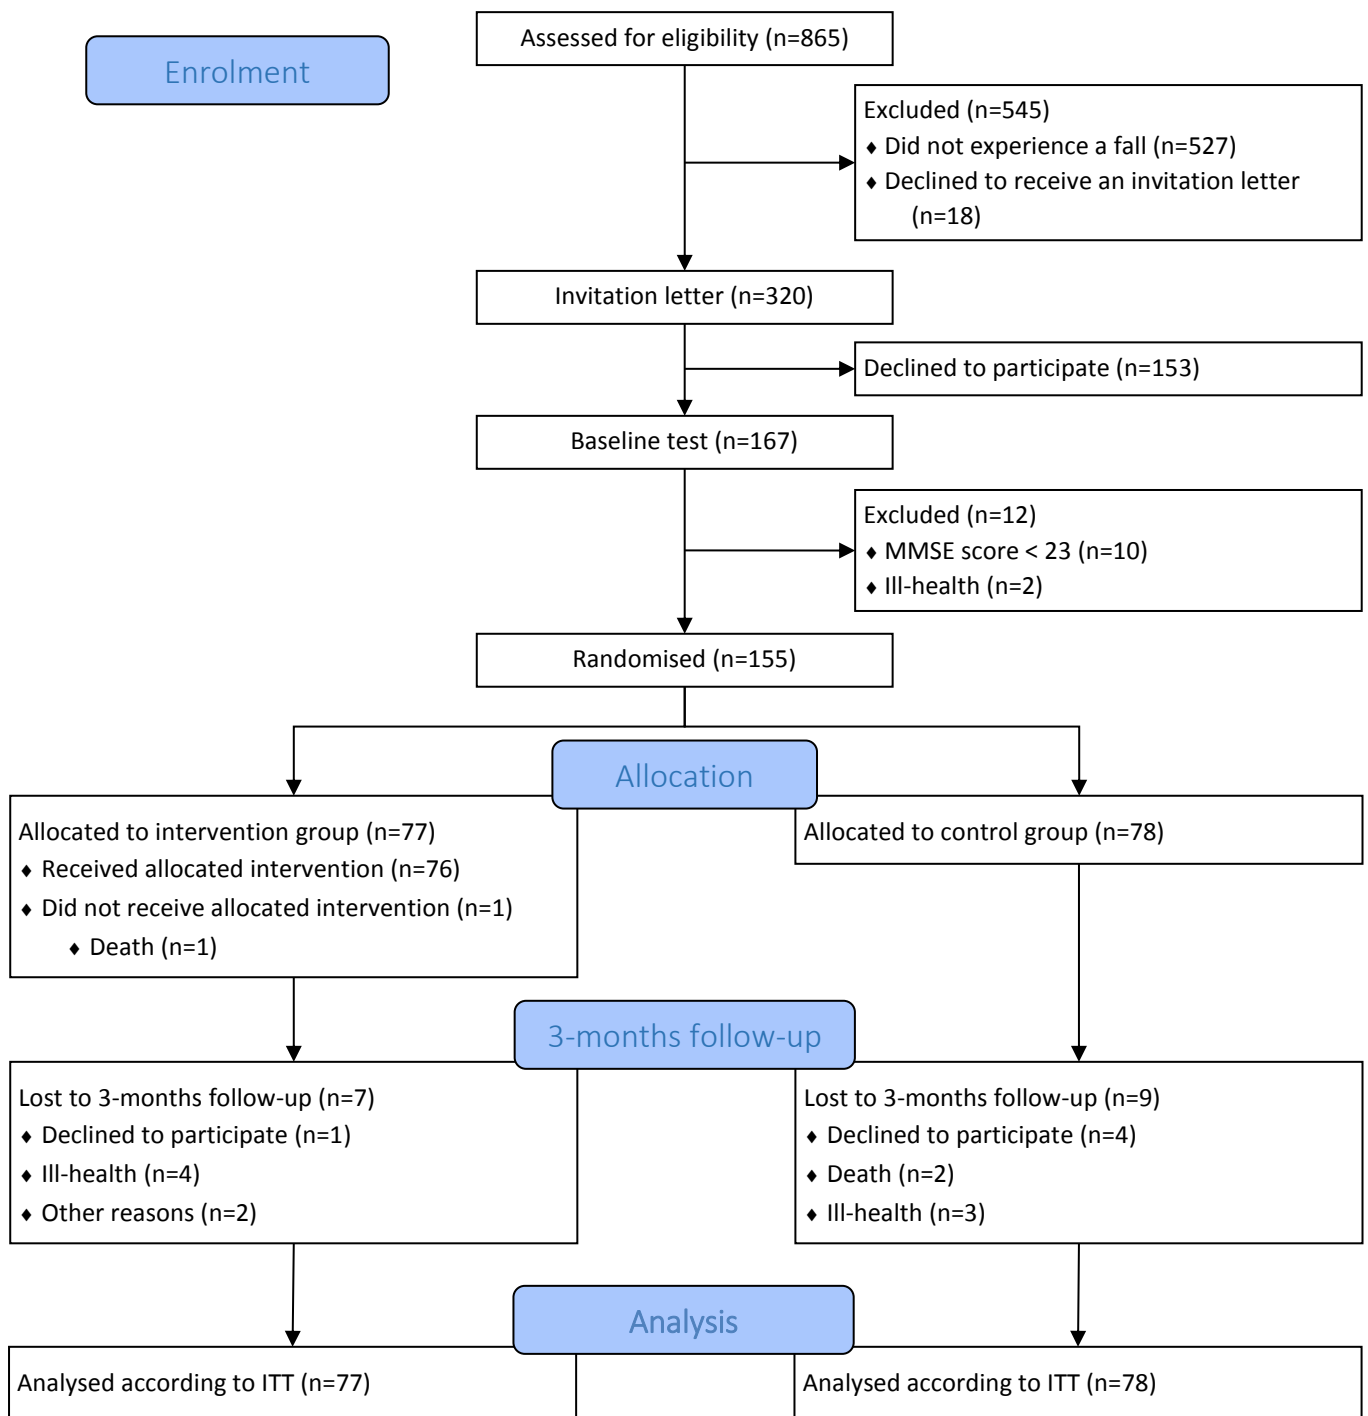 Enrolment
Assessed for eligibility (n=865)
Excluded (n=545)
♦ Did not experience a fall (n=527)
♦ Declined to receive an invitation letter
(n=18)
Invitation letter (n=320)
Declined to participate (n=153)
Baseline test (n=167)
Excluded (n=12)
♦ MMSE score < 23 (n=10)
♦ Ill-health (n=2)
Randomised (n=155)
Allocation
Allocated to intervention group (n=77)
♦ Received allocated intervention (n=76)
♦ Did not receive allocated intervention (n=1)
♦ Death (n=1)
Allocated to control group (n=78)
3-months follow-up
Lost to 3-months follow-up (n=7)
♦ Declined to participate (n=1)
♦ Ill-health (n=4)
♦ Other reasons (n=2)
Lost to 3-months follow-up (n=9)
♦ Declined to participate (n=4)
♦ Death (n=2)
♦ Ill-health (n=3)
Analysis
Analysed according to ITT (n=77)
Analysed according to ITT (n=78)